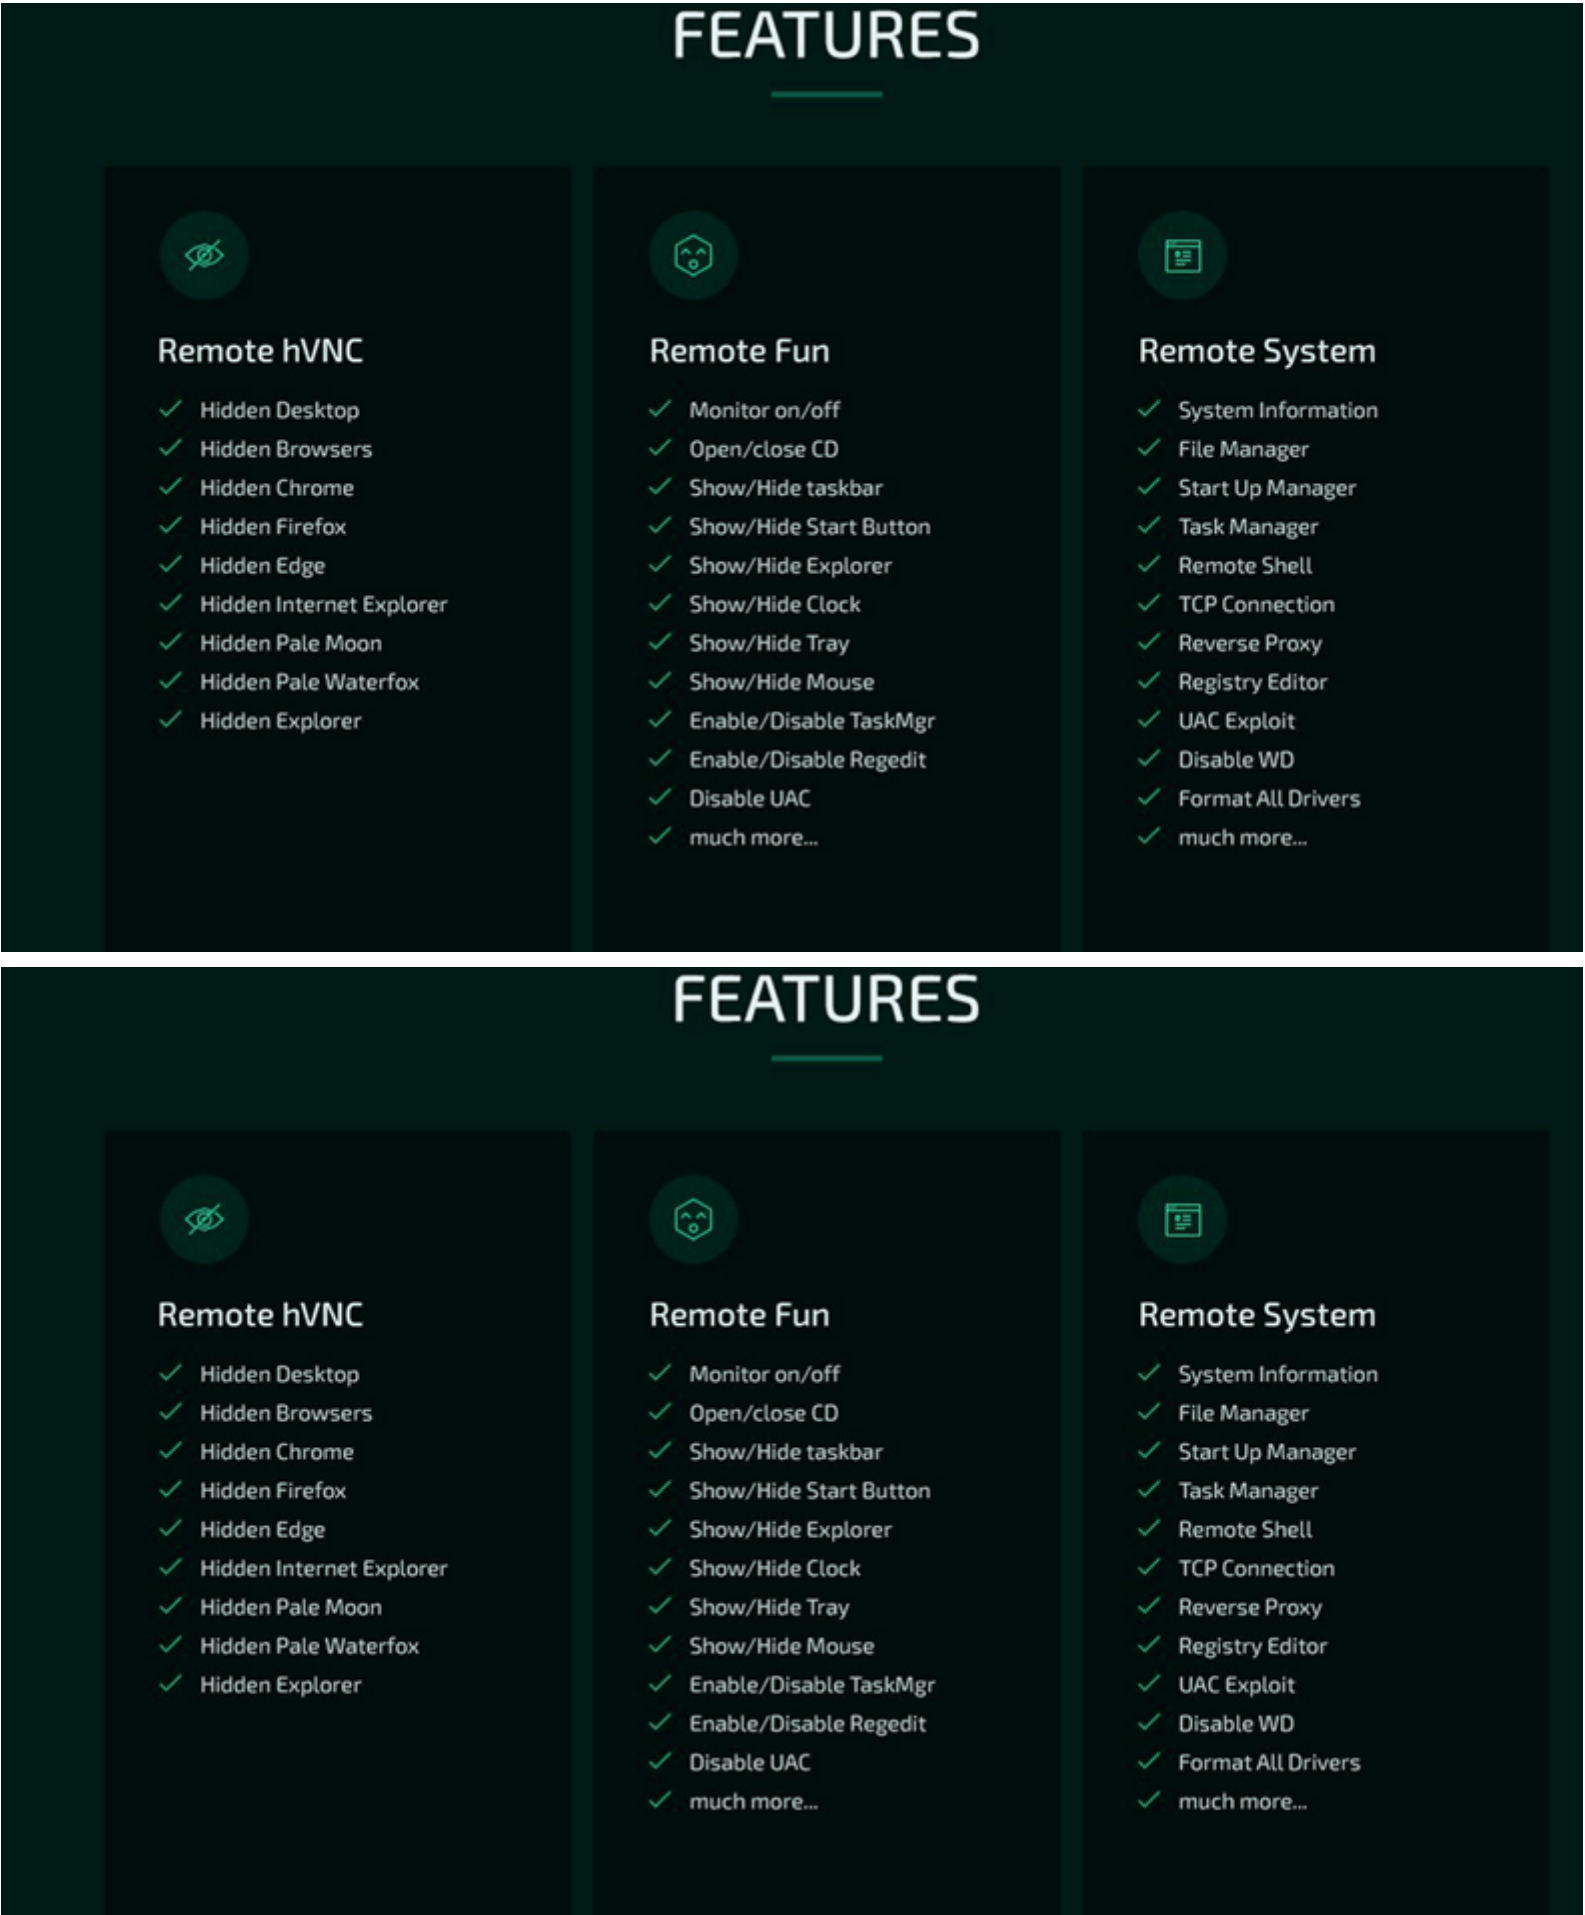 FEATURES
Remote hVNC
Hidden Desktop
Hidden Browsers
Hidden Chrome
Hidden Firefox
Hidden Edge
Hidden Internet Explorer
Hidden Pale Moon
Hidden Pale Waterfox
Hidden Explorer
Remote Fun
Monitor on/off
Open/close CD
Show/Hide taskbar
Show/Hide Start Button
Show/Hide Explorer
Show/Hide Clock
Show/Hide Tray
Show/Hide Mouse
Enable/Disable TaskMgr
Enable/Disable Regedit
Disable UAC
much more...
Remote System
System Information
File Manager
Start Up Manager
Task Manager
Remote Shell
TCP Connection
Reverse Proxy
Registry Editor
UAC Exploit
Disable WD
Format All Drivers
much more...
FEATURES
Remote hVNC
Hidden Desktop
Hidden Browsers
Hidden Chrome
Hidden Firefox
Hidden Edge
Hidden Internet Explorer
Hidden Pale Moon
Hidden Pale Waterfox
Hidden Explorer
Remote Fun
Monitor on/off
Open/close CD
Show/Hide taskbar
Show/Hide Start Button
Show/Hide Explorer
Show/Hide Clock
Show/Hide Tray
Show/Hide Mouse
Enable/Disable TaskMgr
Enable/Disable Regedit
Disable UAC
much more...
Remote System
System Information
File Manager
Start Up Manager
Task Manager
Remote Shell
TCP Connection
Reverse Proxy
Registry Editor
UAC Exploit
Disable WD
Format All Drivers
much more...